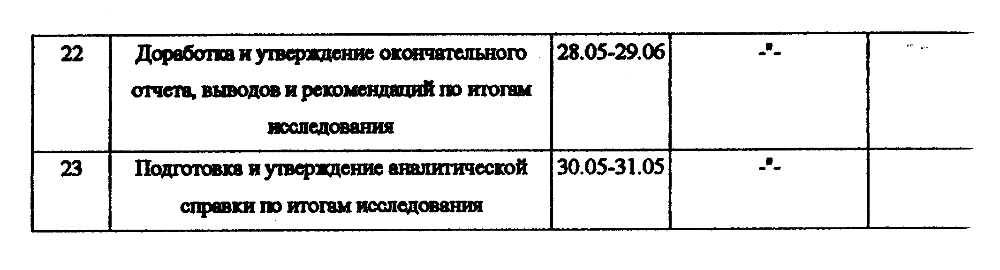 22 Доработка и утверждение окончательного 28.05-29.06 -"-
отчета, выводов и рекомендаций по итогам
исследования
23 Подготовка и утверждение аналитической 30.05-31.05 -"-
справки по итогам исследования